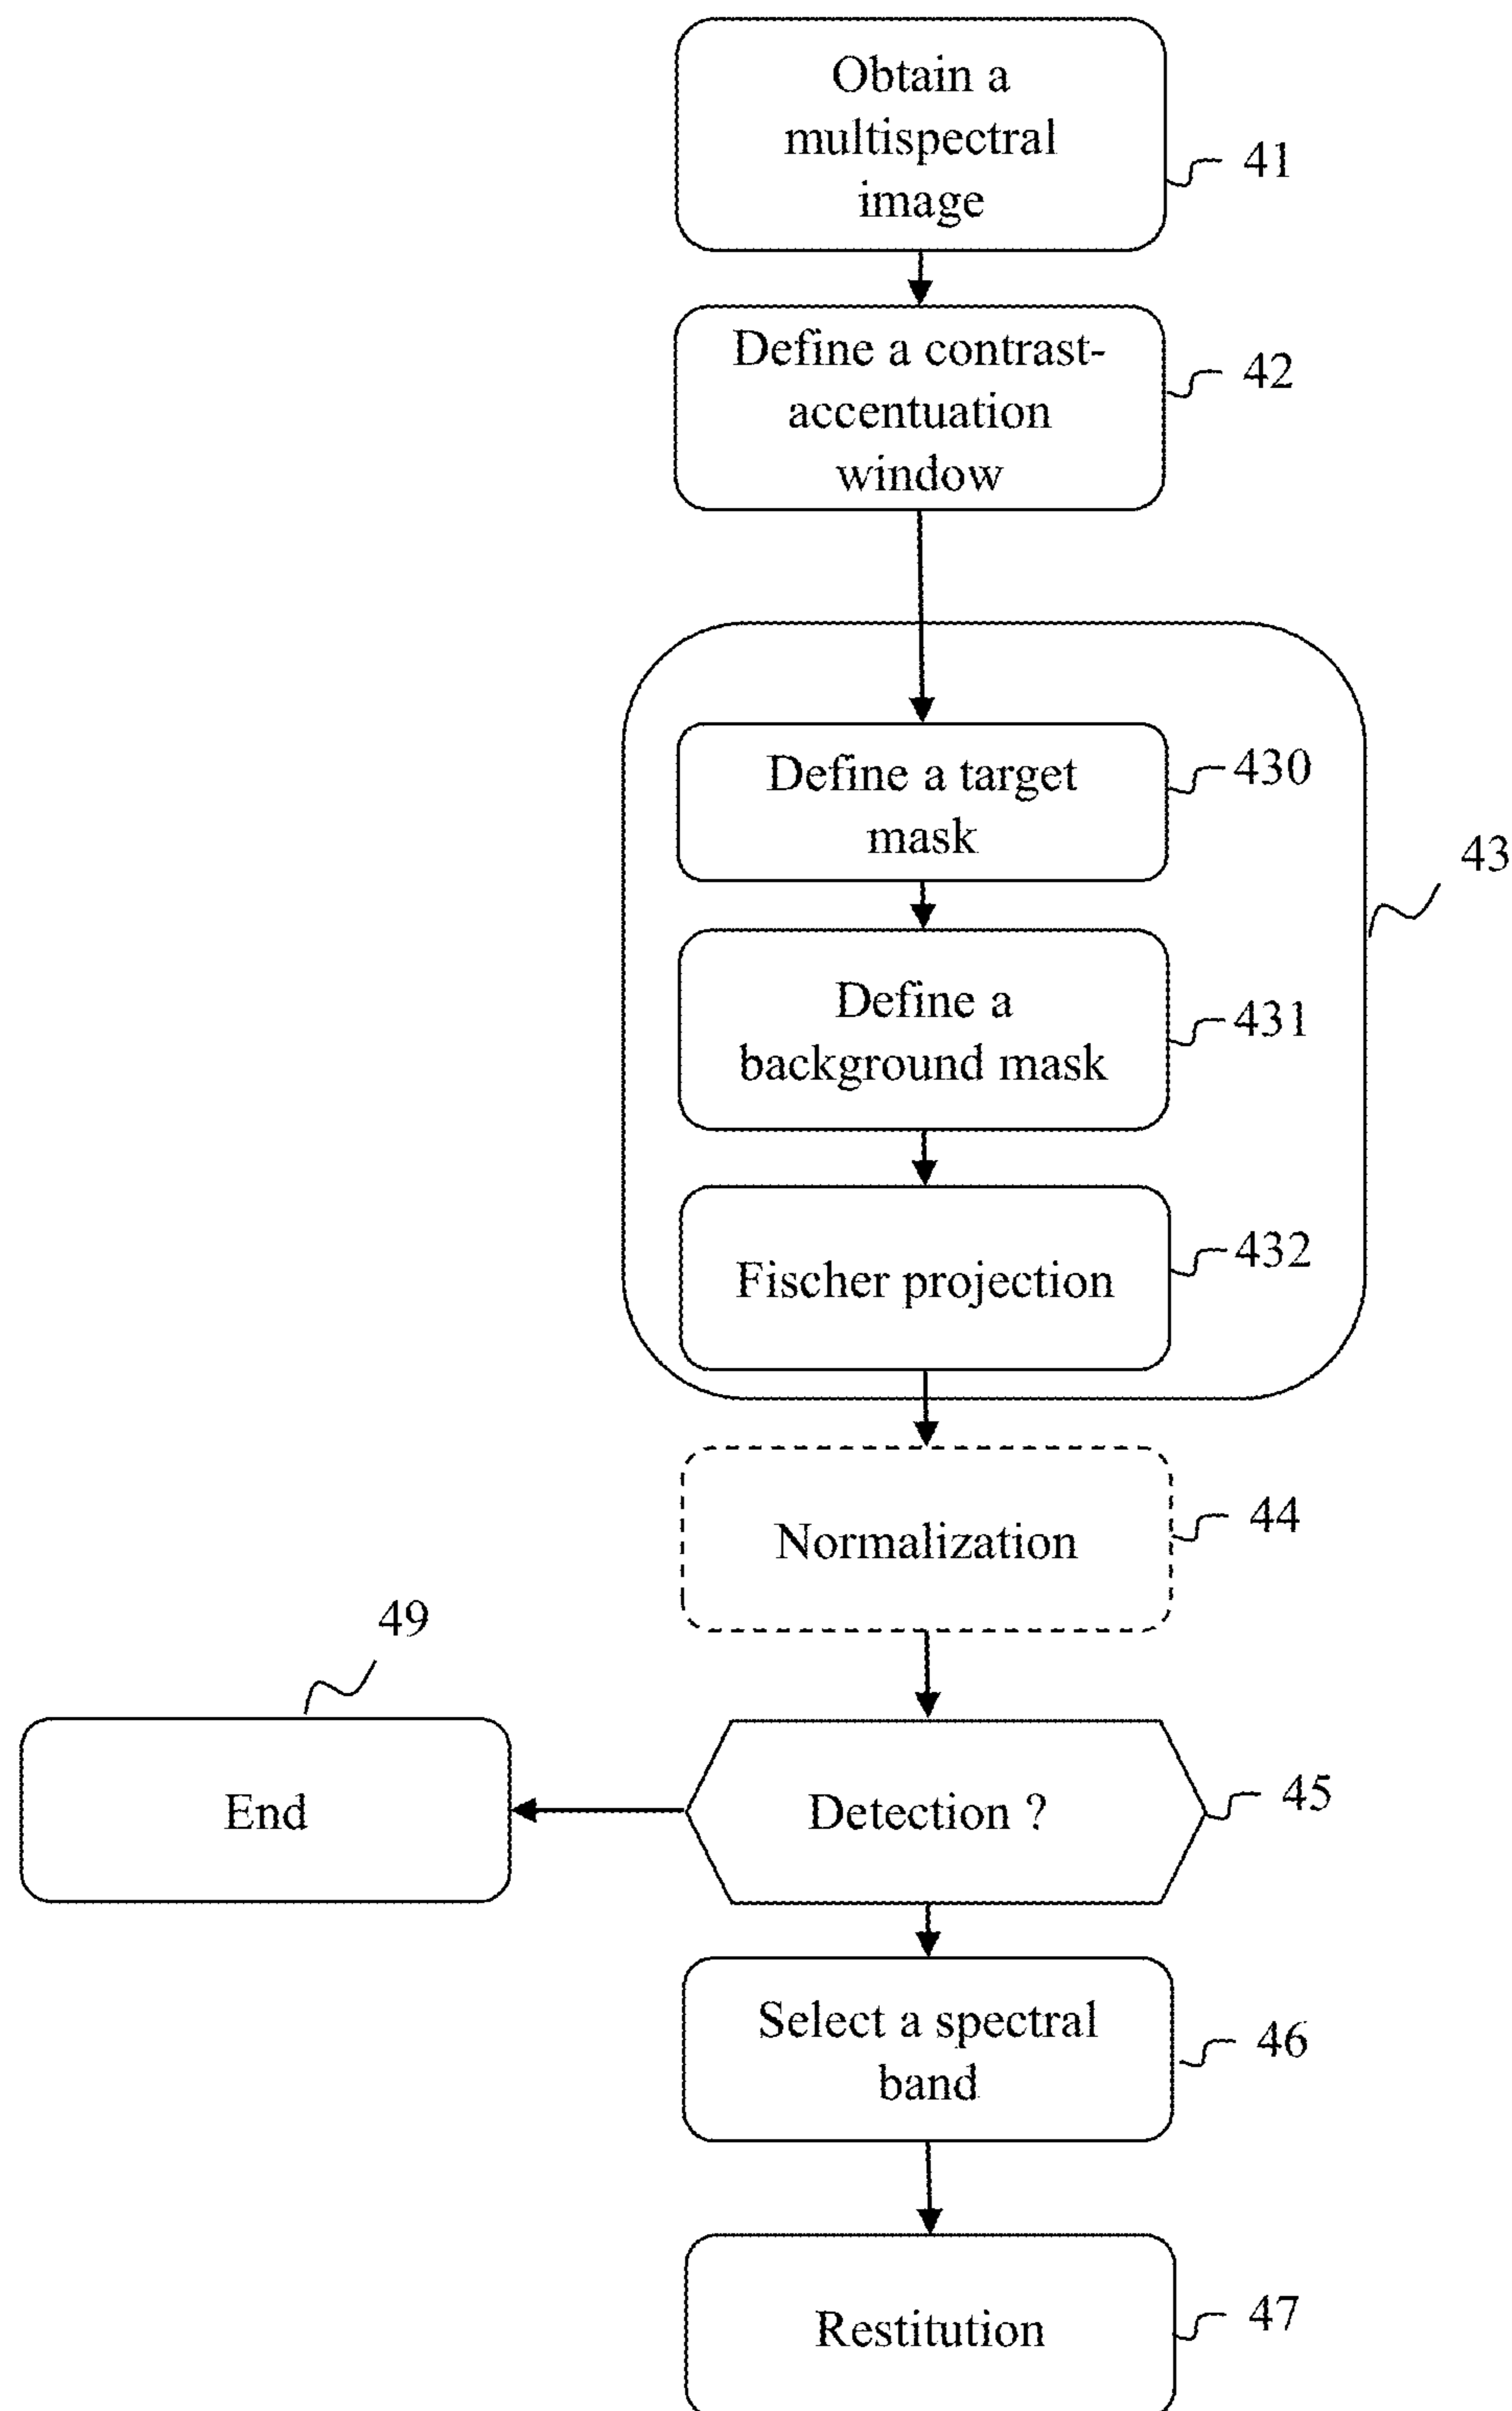 Obtain a
multispectral
image
41
Define a contrast-
accentuation
window
42
Define a target
mask
430
43
Define a
background mask
431
Fischer projection
432
Normalization
44
49
End
Detection ?
45
Select a spectral
band
46
Restitution
47